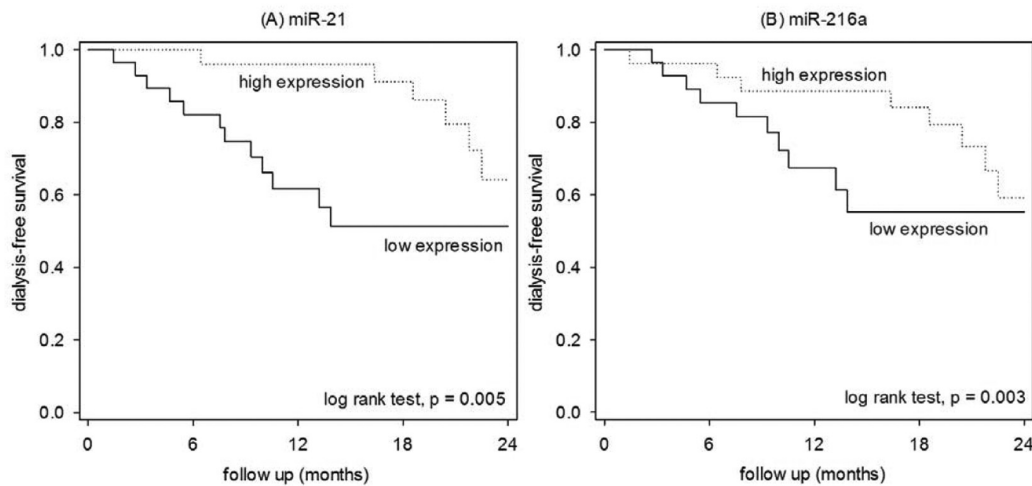 (A) miR-21
1.0
0.8
0.6
0.4
0.2
0.0
dialysis-free survival
high expression
low expression
log rank test, p = 0.005
0 6 12 18 24
follow up (months)
(B) miR-216a
1.0
0.8
0.6
0.4
0.2
0.0
dialysis-free survival
high expression
low expression
log rank test, p = 0.003
0 6 12 18 24
follow up (months)